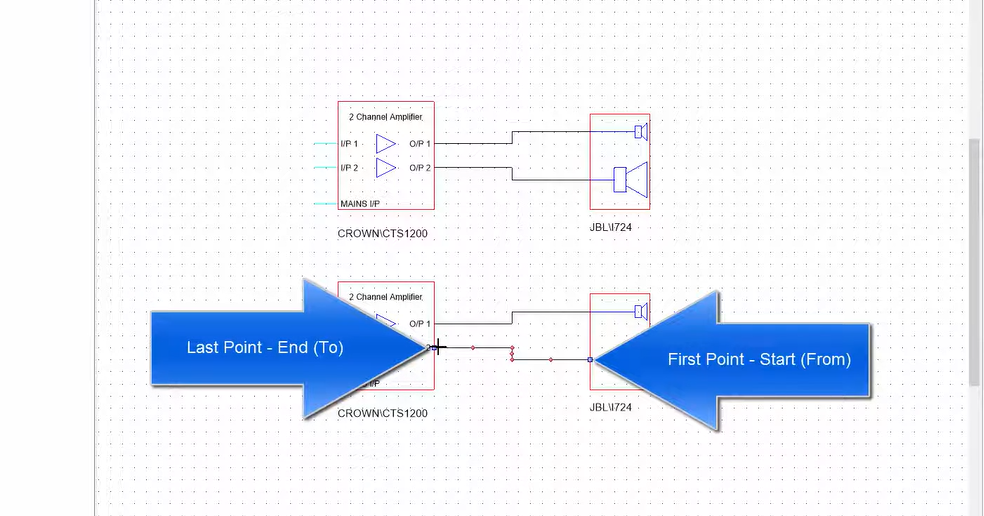 2 Channel Amplifier
I/P 1
O/P 1
I/P 2
O/P 2
MAINS I/P
CROWN\CTS1200
JBL\I724
2 Channel Amplifier
O/P 1
Last Point - End (To)
2
First Point - Start (From)
I/P
CROWN\CTS1200
JBL\I724